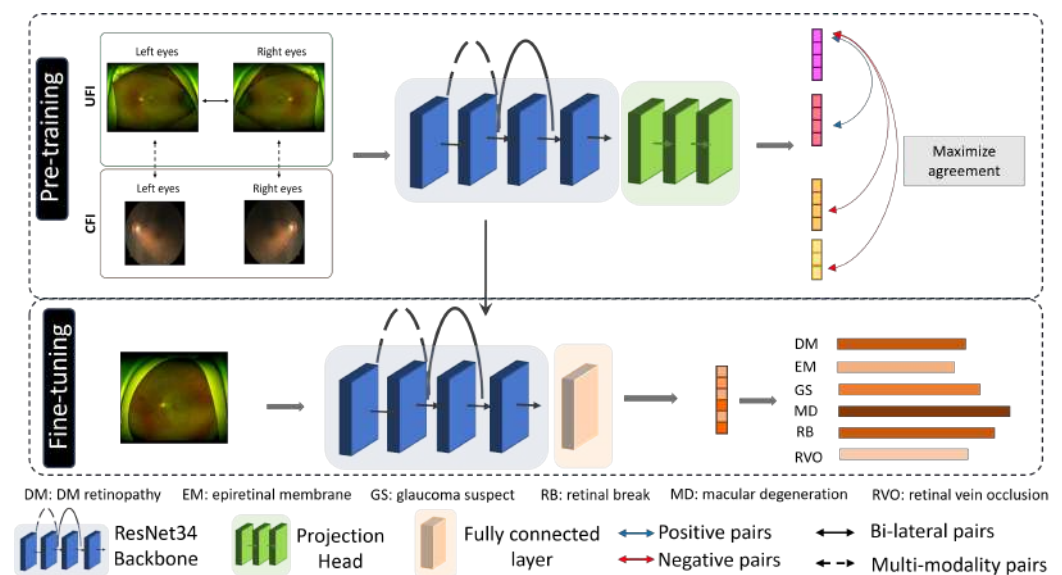 Pre-training
UFI
Left eyes
Right eyes
CFI
Left eyes
Right eyes
Maximize
agreement
Fine-tuning
DM
EM
GS
MD
RB
RVO
DM: DM retinopathy
EM: epiretinal membrane
GS: glaucoma suspect
RB: retinal break
MD: macular degeneration
RVO: retinal vein occlusion
ResNet34
Backbone
Projection
Head
Fully connected
layer
Positive pairs
Negative pairs
Bi-lateral pairs
Multi-modality pairs